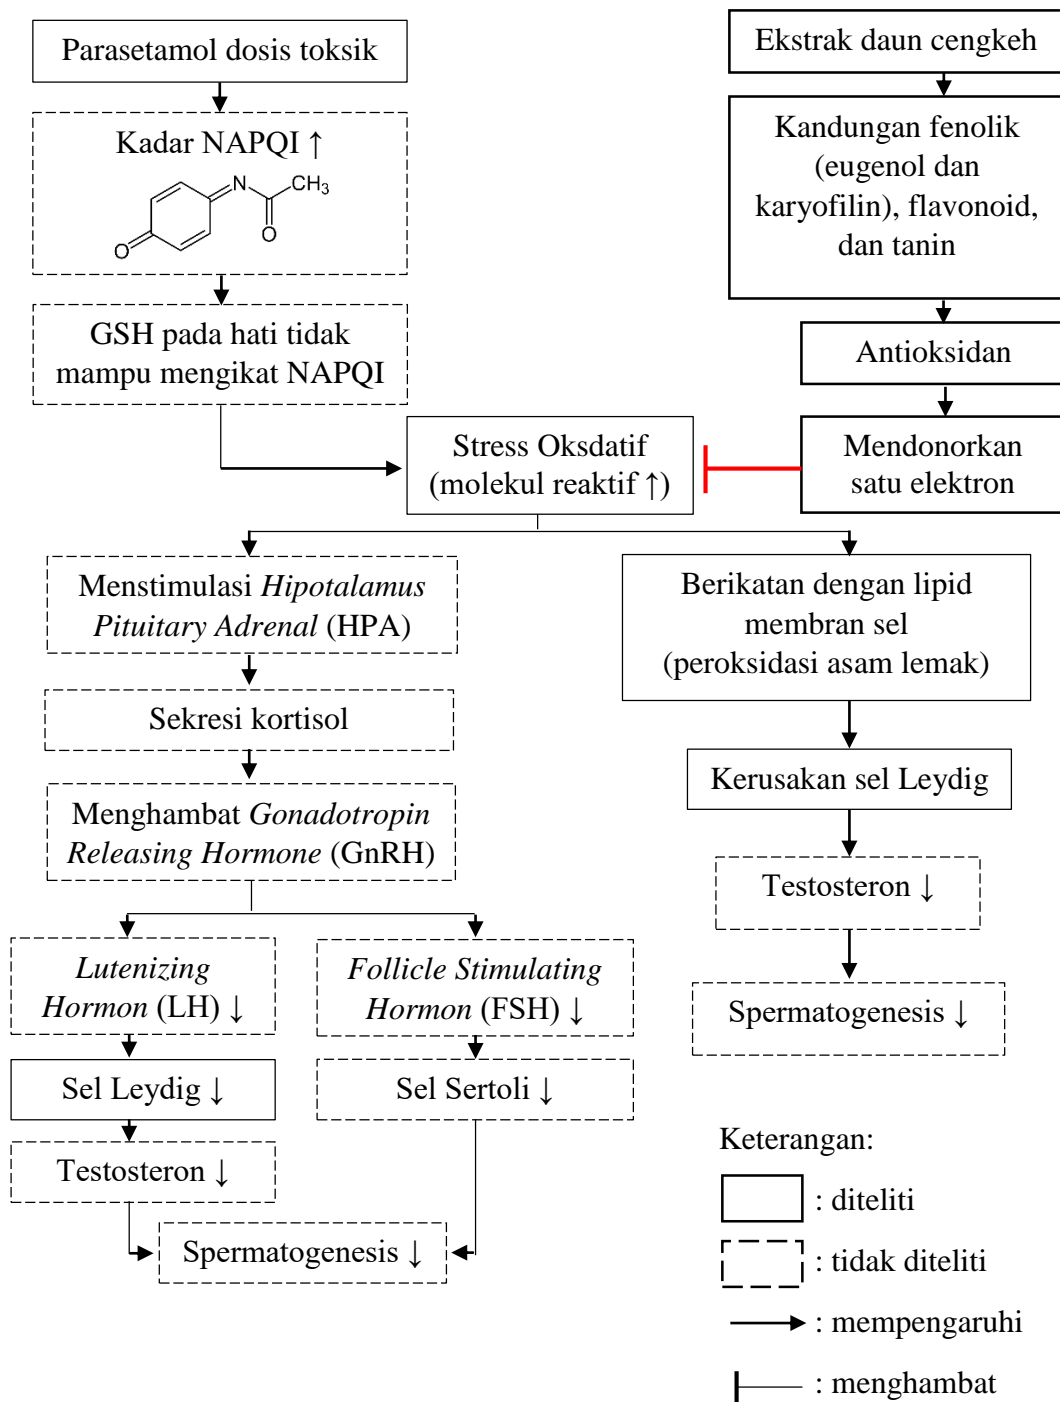 Parasetamol dosis toksik
Kadar NAPQI ↑
N
CH3
O
O
GSH pada hati tidak
mampu mengikat NAPQI
Ekstrak daun cengkeh
Kandungan fenolik
(eugenol dan
karyofilin), flavonoid,
dan tanin
Antioksidan
Mendonorkan
satu elektron
Stress Oksdatif
(molekul reaktif ↑)
Menstimulasi Hipotalamus
Pituitary Adrenal (HPA)
Sekresi kortisol
Menghambat Gonadotropin
Releasing Hormone (GnRH)
Lutenizing
Hormon (LH) ↓
Sel Leydig ↓
Testosteron ↓
Follicle Stimulating
Hormon (FSH) ↓
Sel Sertoli ↓
Spermatogenesis ↓
Berikatan dengan lipid
membran sel
(peroksidasi asam lemak)
Kerusakan sel Leydig
Testosteron ↓
Spermatogenesis ↓
Keterangan:
: diteliti
: tidak diteliti
: mempengaruhi
: menghambat